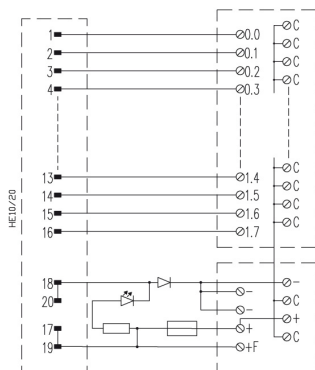 C
1 0.0
C
2 0.1
C
3 0.2
C
4 0.3
C
13 1.4
C
14 1.5
C
15 1.6
C
16 1.7
HE10/20
18 -
20 - C
- +
17 +
C
19 +F